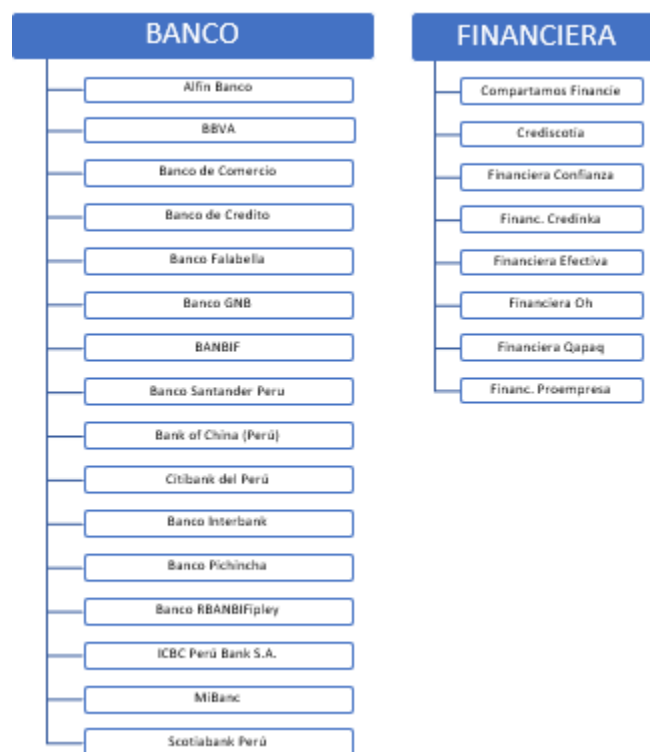 BANCO
Alfin Banco
BBVA
Banco de Comercio
Banco de Credito
Banco Falabella
Banco GNB
BANBIF
Banco Santander Peru
Bank of China (Perú)
Citibank del Perú
Banco Interbank
Banco Pichincha
Banco RBANBIFipley
ICBC Perú Bank S.A.
MiBanc
Scotiabank Perú
FINANCIERA
Compartamos Financie
Crediscotia
Financiera Confianza
Financ. Credinka
Financiera Efectiva
Financiera Oh
Financiera Qapaq
Financ. Proempresa